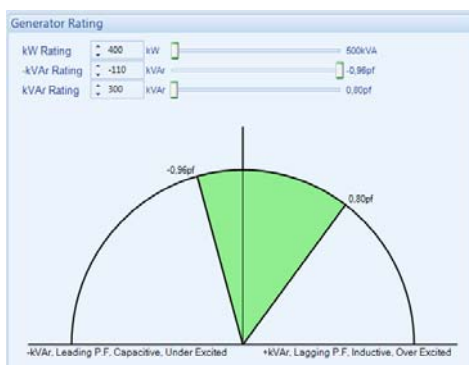 Generator Rating
kW Rating 400 kW 500kVA
-kVAr Rating -110 kVAr -0,96pf
kVAr Rating 300 kVAr 0,80pf
-0,96pf
0,80pf
-kVAr, Leading P.F, Capacitive, Under Excited +kVAr, Lagging P.F, Inductive, Over Excited